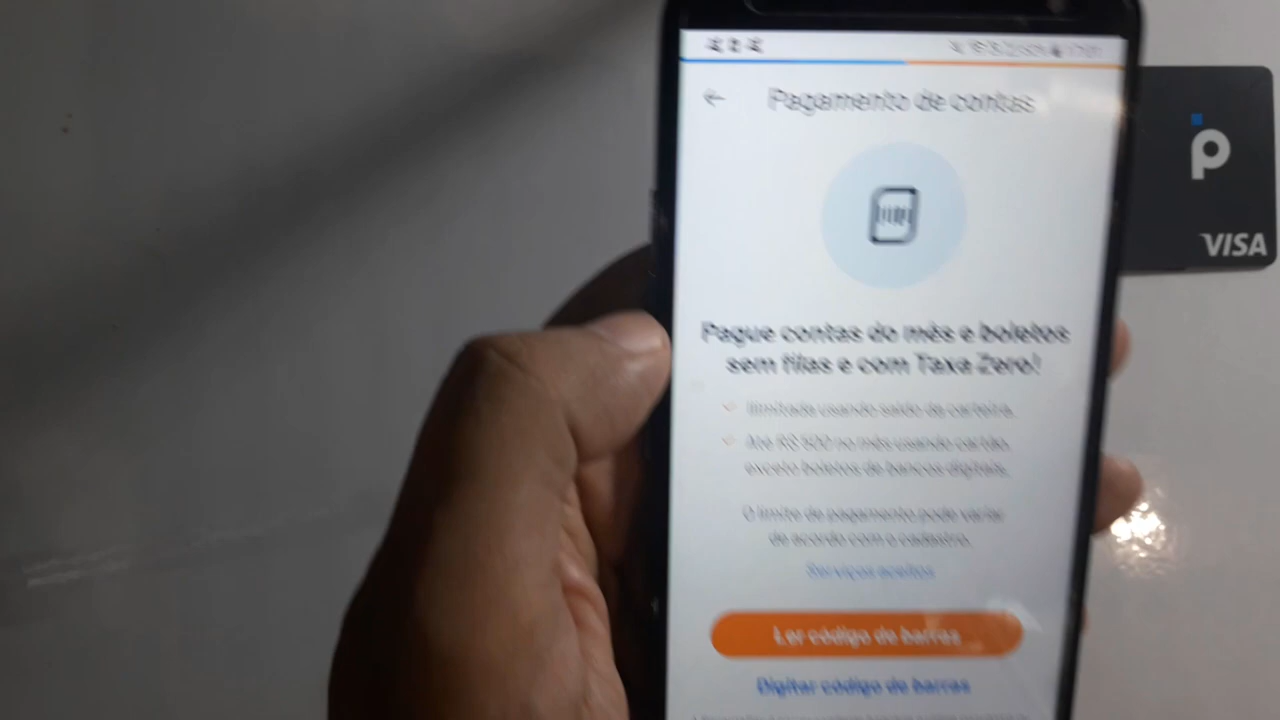 Pagamento de contas
Pague contas do mês e boletos
sem filas e com Taxa Zero!
Ilimitada usando saldo da carteira.
Até R$ 500 no mês usando cartão,
exceto boletos de bancos digitais.
O limite de pagamento pode variar
de acordo com o cadastro.
Serviços aceitos
Ler código de barras
Digitar código de barras
p
VISA